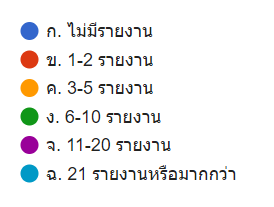 ก. ไม่มีรายงาน
ข. 1-2 รายงาน
ค. 3-5 รายงาน
ง. 6-10 รายงาน
จ. 11-20 รายงาน
ฉ. 21 รายงานหรือมากกว่า